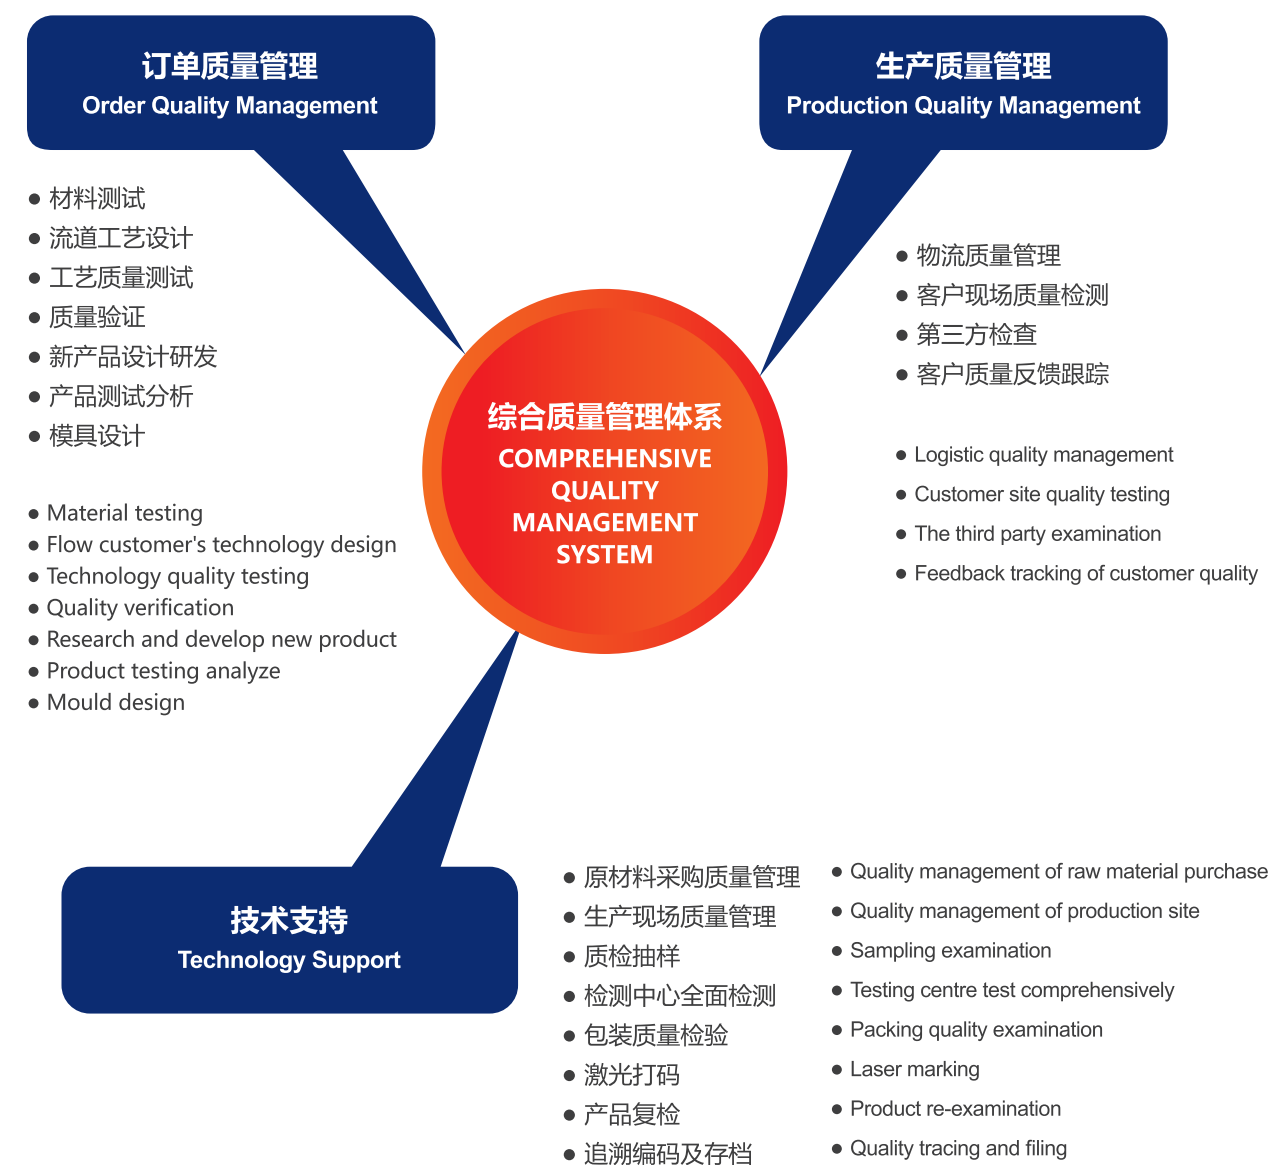 订单质量管理
Order Quality Management
● 材料测试
● 流道工艺设计
● 工艺质量测试
● 质量验证
● 新产品设计研发
● 产品测试分析
● 模具设计
● Material testing
● Flow customer's technology design
● Technology quality testing
● Quality verification
● Research and develop new product
● Product testing analyze
● Mould design
生产质量管理
Production Quality Management
● 物流质量管理
● 客户现场质量检测
● 第三方检查
● 客户质量反馈跟踪
● Logistic quality management
● Customer site quality testing
● The third party examination
● Feedback tracking of customer quality
综合质量管理体系
COMPREHENSIVE
QUALITY
MANAGEMENT
SYSTEM
技术支持
Technology Support
● 原材料采购质量管理
● 生产现场质量管理
● 质检抽样
● 检测中心全面检测
● 包装质量检验
● 激光打码
● 产品复检
● 追溯编码及存档
● Quality management of raw material purchase
● Quality management of production site
● Sampling examination
● Testing centre test comprehensively
● Packing quality examination
● Laser marking
● Product re-examination
● Quality tracing and filing